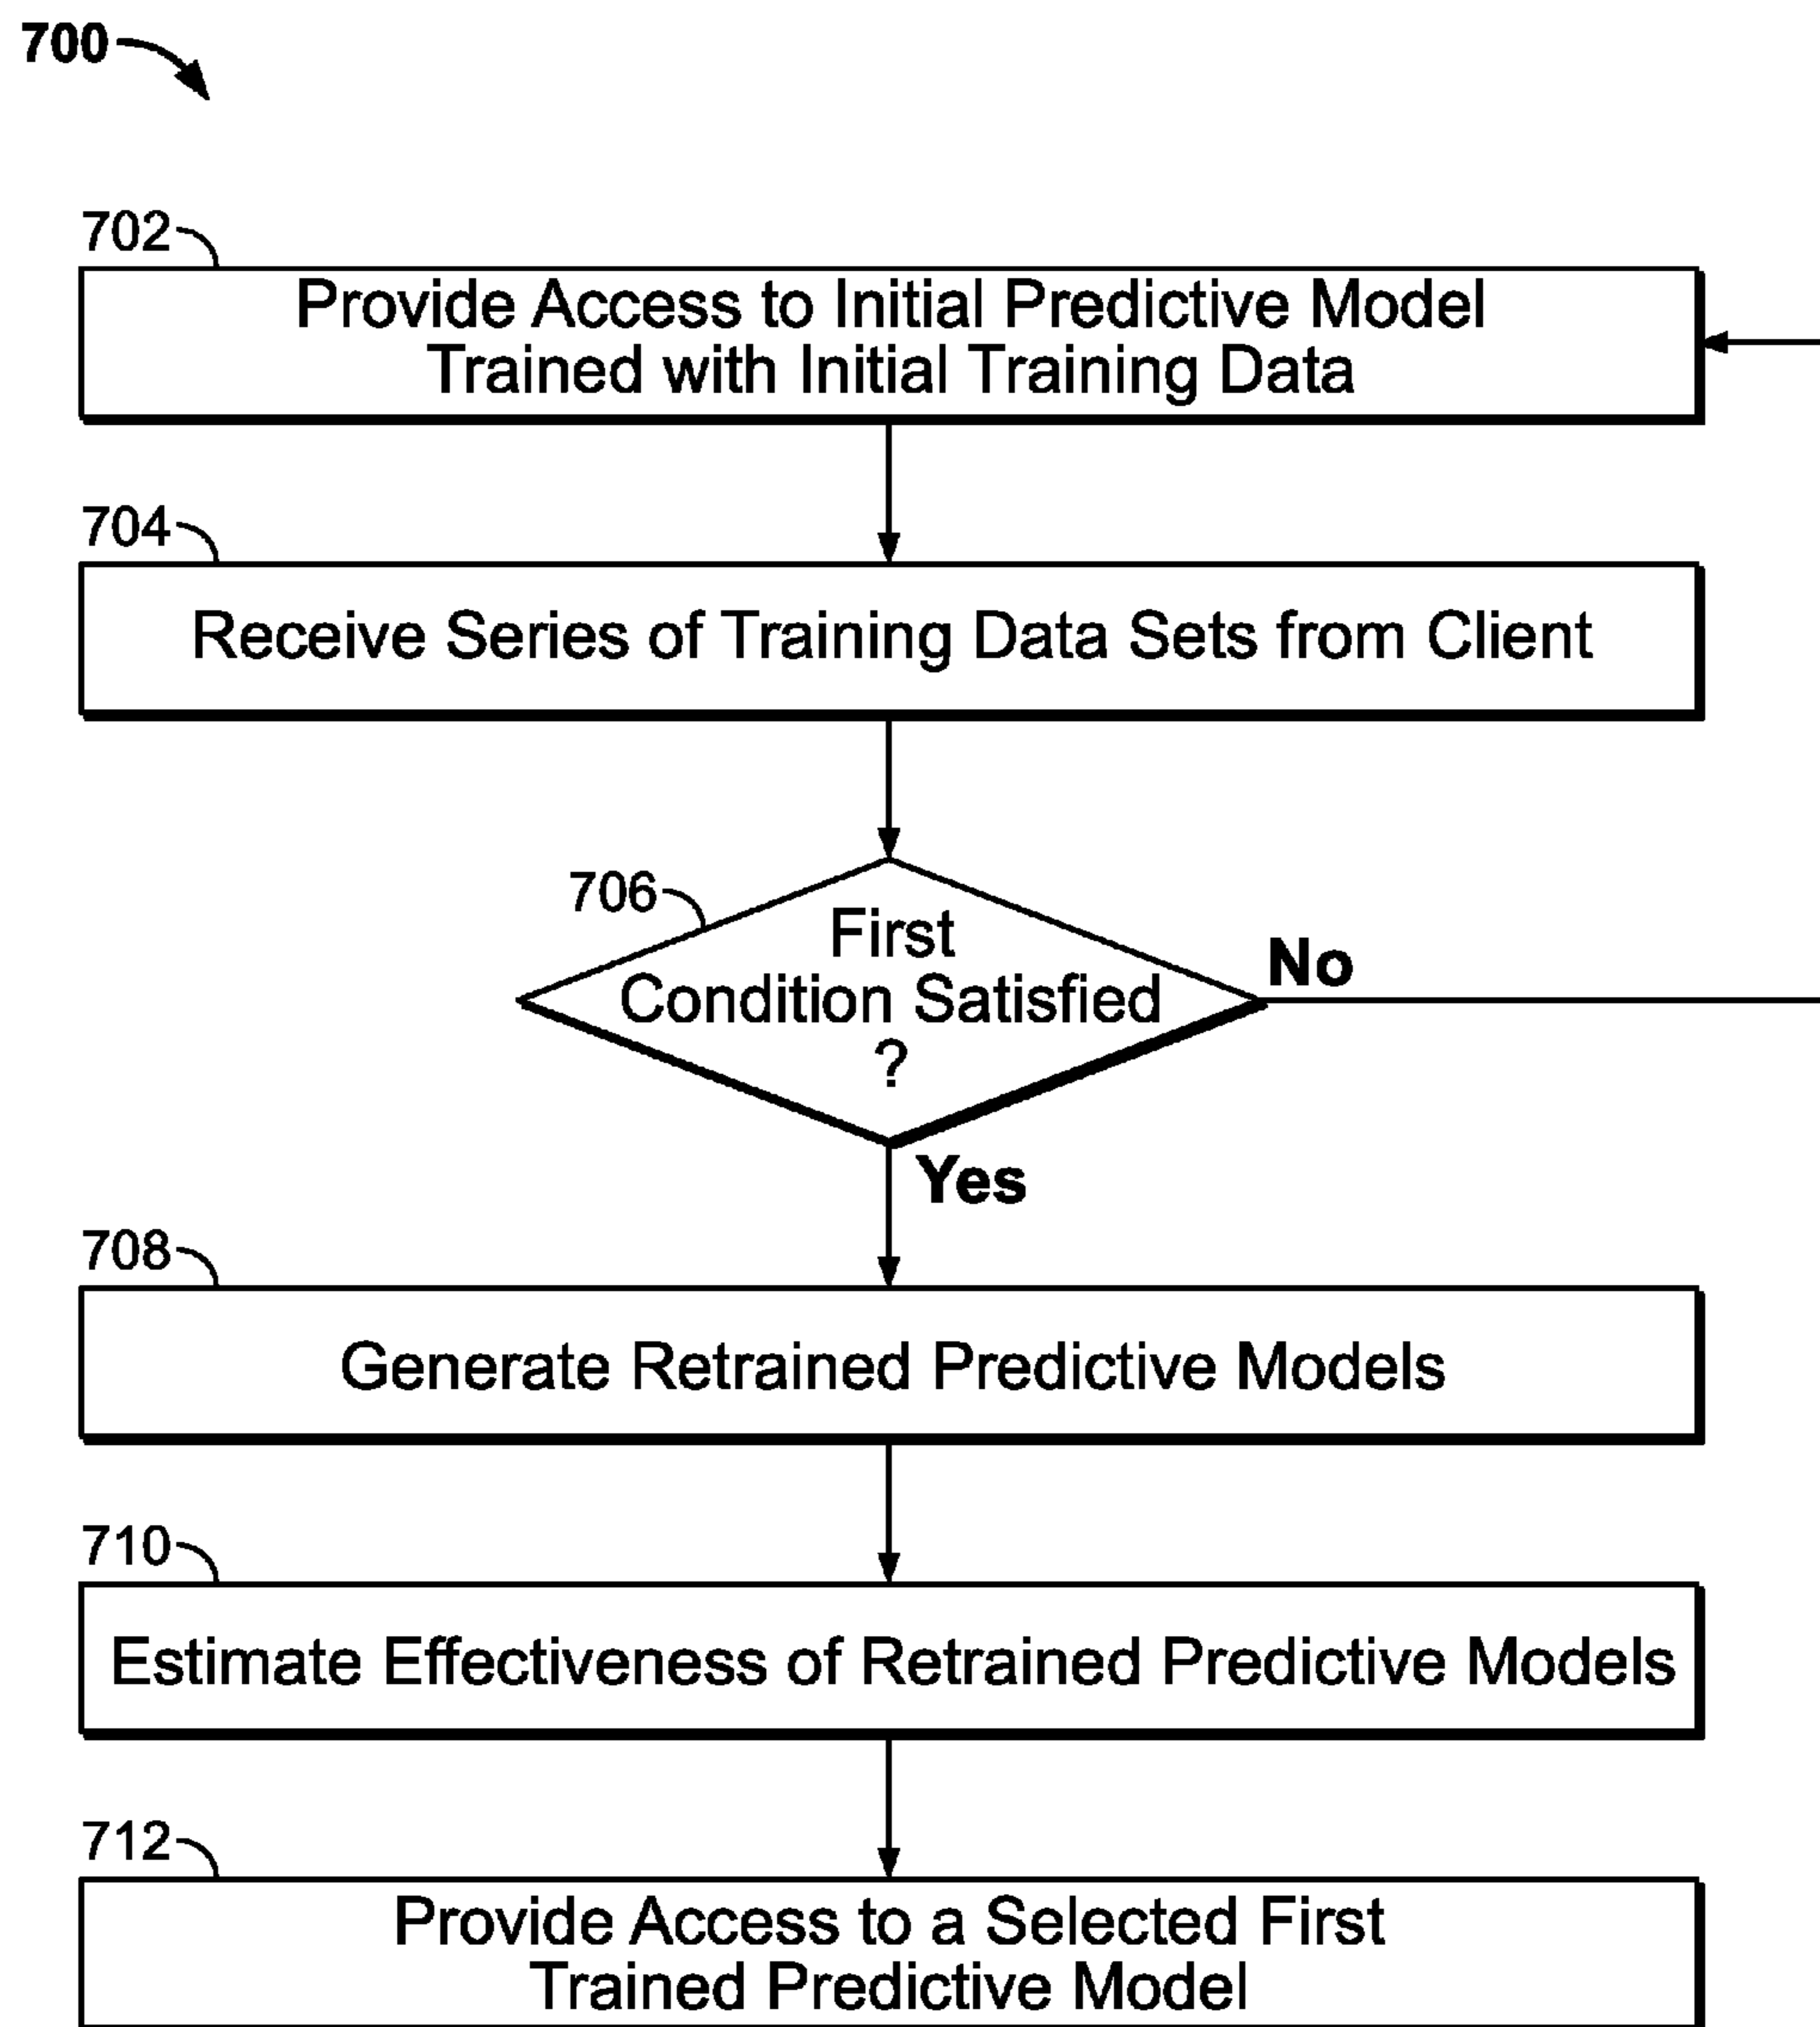 700
702
Provide Access to Initial Predictive Model
Trained with Initial Training Data
704
Receive Series of Training Data Sets from Client
706
First
Condition Satisfied
?
No
Yes
708
Generate Retrained Predictive Models
710
Estimate Effectiveness of Retrained Predictive Models
712
Provide Access to a Selected First
Trained Predictive Model